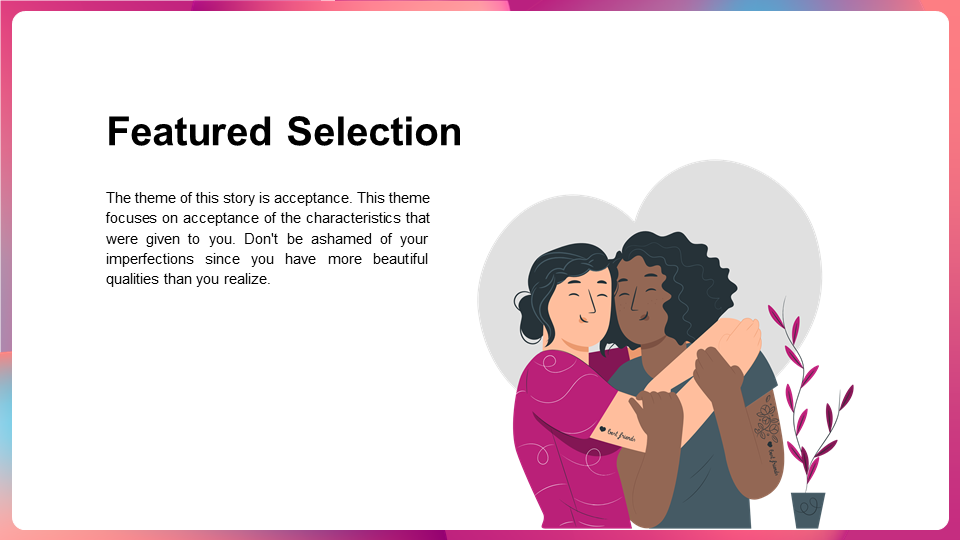 Featured Selection
The theme of this story is acceptance. This theme
focuses on acceptance of the characteristics that
were given to you. Don't be ashamed of your
imperfections since you have more beautiful
qualities than you realize.
best friends
best friends